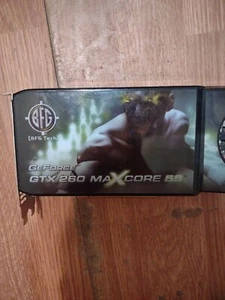 BFG
[BFG Tech]
GEFORCE
GTX 260 MAXCORE 55